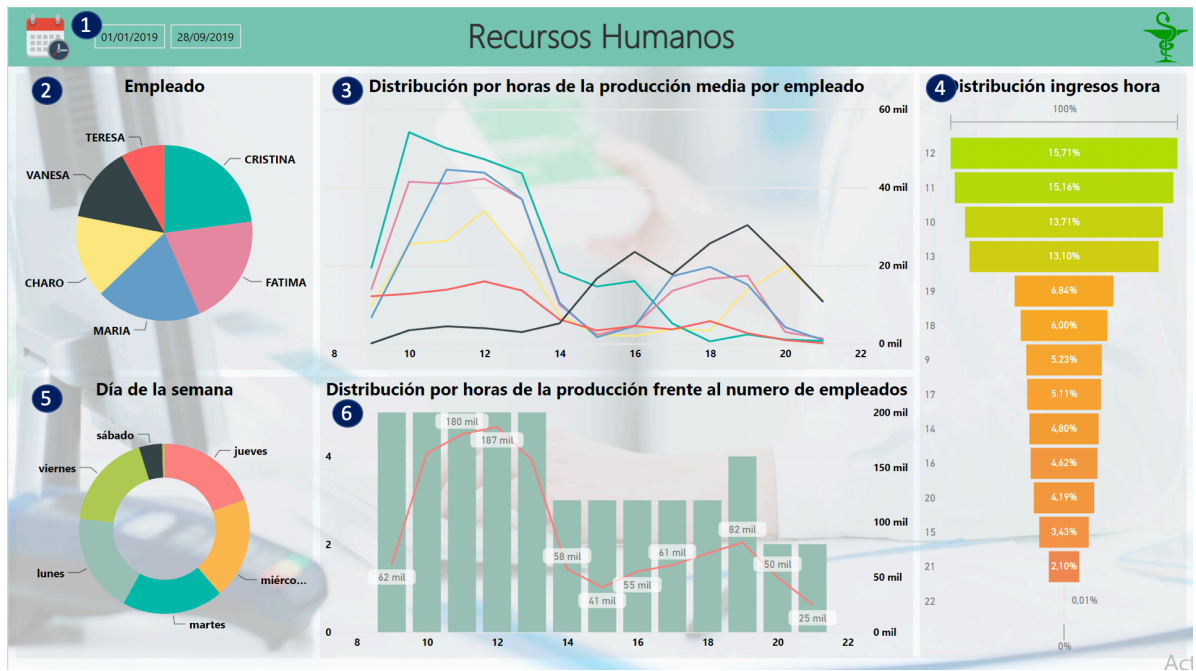 1
01/01/2019
28/09/2019
Recursos Humanos
2
Empleado
TERESA
CRISTINA
VANESA
CHARO
FATIMA
MARIA
3
Distribución por horas de la producción media por empleado
60 mil
40 mil
20 mil
0 mil
8
10
12
14
16
18
20
22
4
Distribución ingresos hora
100%
12
15,71%
11
15,16%
10
13,71%
13
13,10%
19
6,84%
18
6,00%
9
5,23%
17
5,11%
14
4,80%
16
4,62%
20
4,19%
15
3,43%
21
2,10%
22
0,01%
0%
5
Día de la semana
sábado
jueves
viernes
lunes
miérco...
martes
6
Distribución por horas de la producción frente al numero de empleados
200 mil
150 mil
100 mil
50 mil
0 mil
4
2
0
62 mil
180 mil
187 mil
58 mil
41 mil
55 mil
61 mil
82 mil
50 mil
25 mil
8
10
12
14
16
18
20
22
Act